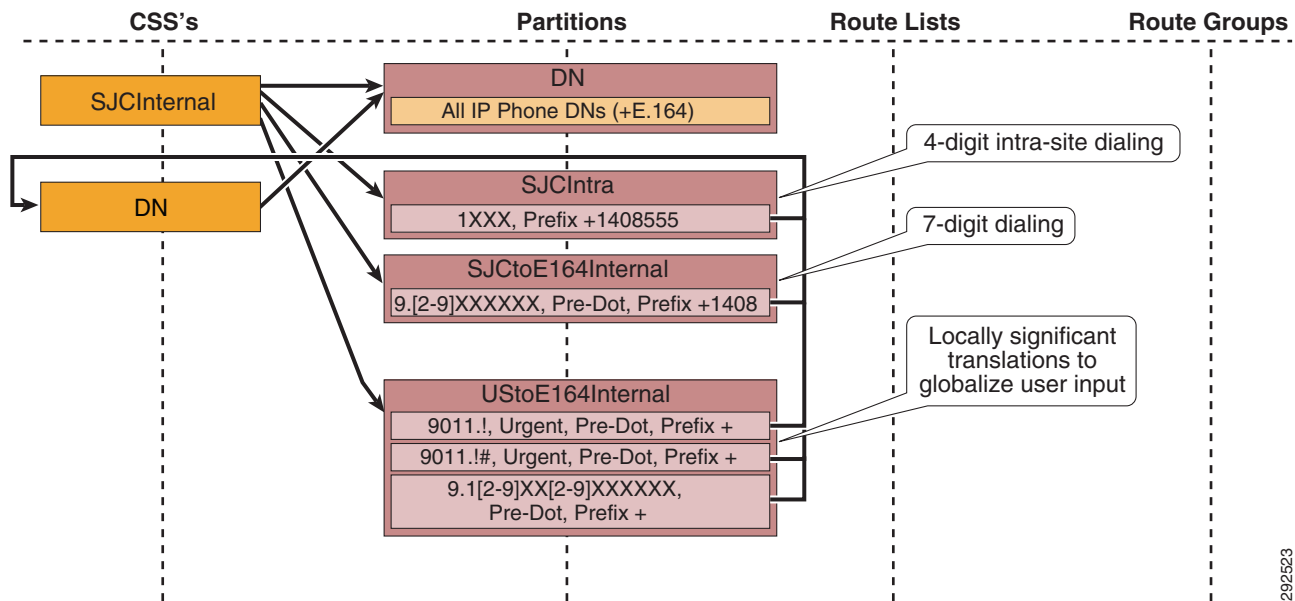 CSS's
Partitions
Route Lists
Route Groups
SJCInternal
DN
DN
All IP Phone DNs (+E.164)
4-digit intra-site dialing
SJCIntra
1XXX, Prefix +1408555
7-digit dialing
SJCtoE164Internal
9.[2-9]XXXXXX, Pre-Dot, Prefix +1408
Locally significant
translations to
globalize user input
UStoE164Internal
9011.!, Urgent, Pre-Dot, Prefix +
9011.!#, Urgent, Pre-Dot, Prefix +
9.1[2-9]XX[2-9]XXXXXX,
Pre-Dot, Prefix +
292523